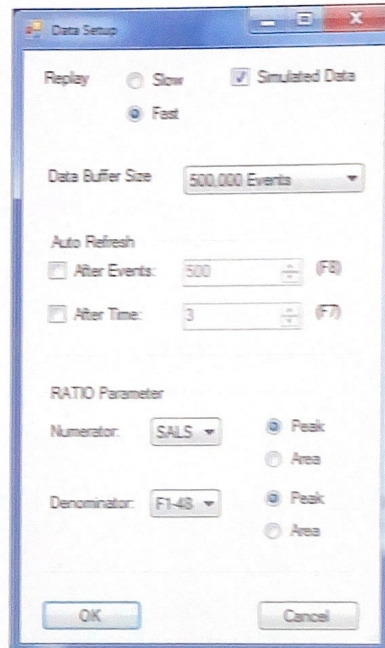 Data Setup
Replay Slow Simulated Data
Fast
Data Buffer Size 500,000 Events
Auto Refresh
After Events: 500 (F8)
After Time: 3 (F7)
RATIO Parameter
Numerator: SALS Peak
Area
Denominator: F1-48 Peak
Area
OK Cancel